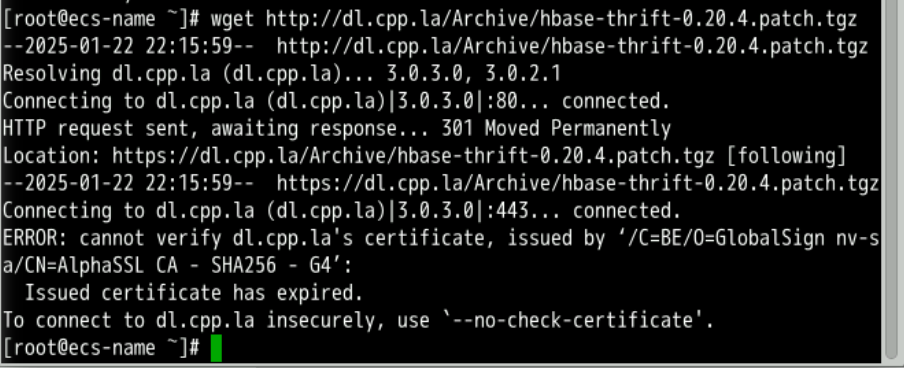 [root@ecs-name ~]# wget http://dl.cpp.la/Archive/hbase-thrift-0.20.4.patch.tgz
--2025-01-22 22:15:59--  http://dl.cpp.la/Archive/hbase-thrift-0.20.4.patch.tgz
Resolving dl.cpp.la (dl.cpp.la)... 3.0.3.0, 3.0.2.1
Connecting to dl.cpp.la (dl.cpp.la)|3.0.3.0|:80... connected.
HTTP request sent, awaiting response... 301 Moved Permanently
Location: https://dl.cpp.la/Archive/hbase-thrift-0.20.4.patch.tgz [following]
--2025-01-22 22:15:59--  https://dl.cpp.la/Archive/hbase-thrift-0.20.4.patch.tgz
Connecting to dl.cpp.la (dl.cpp.la)|3.0.3.0|:443... connected.
ERROR: cannot verify dl.cpp.la's certificate, issued by ‘/C=BE/O=GlobalSign nv-s
a/CN=AlphaSSL CA - SHA256 - G4’:
  Issued certificate has expired.
To connect to dl.cpp.la insecurely, use `--no-check-certificate'.
[root@ecs-name ~]#